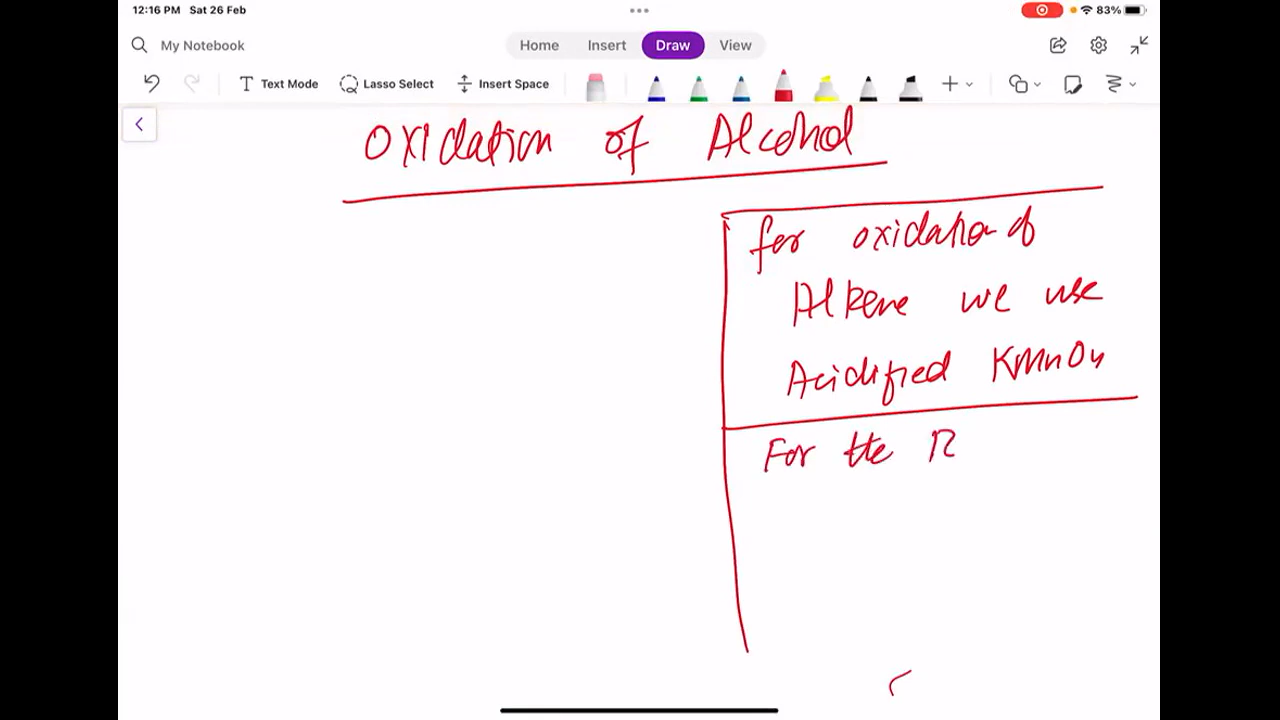 12:16 PM Sat 26 Feb
83%
My Notebook
Home Insert Draw View
Text Mode Lasso Select Insert Space
Oxidation of Alcohol
for oxidation of
Alkene we use
Acidified KMnO4
For the R